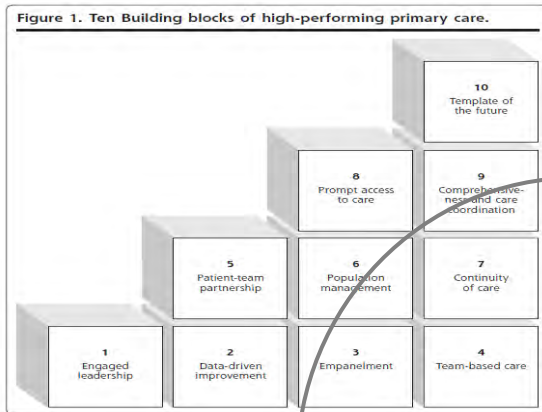 Figure 1. Ten Building blocks of high-performing primary care.
10
Template of
the future
8
Prompt access
to care
9
Comprehensive-
ness and care
coordination
5
Patient-team
partnership
6
Population
management
7
Continuity
of care
1
Engaged
leadership
2
Data-driven
improvement
3
Empanelment
4
Team-based care